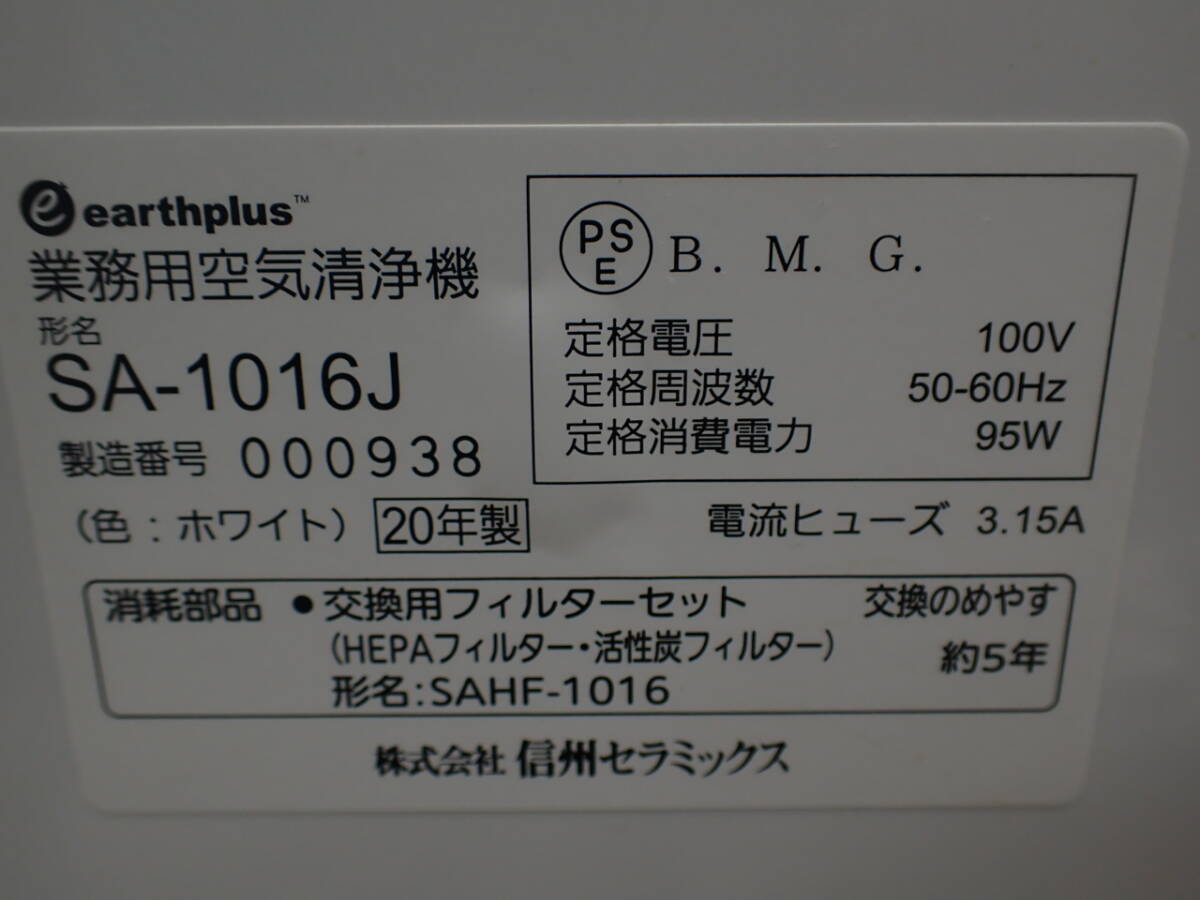 earthplus™
業務用空気清浄機
形名
SA-1016J
製造番号 000938
(色:ホワイト) 20年製
PSE B. M. G.
定格電圧 100V
定格周波数 50-60Hz
定格消費電力 95W
電流ヒューズ 3.15A
消耗部品 ●交換用フィルターセット 交換のめやす
(HEPAフィルター・活性炭フィルター) 約5年
形名:SAHF-1016
株式会社 信州セラミックス